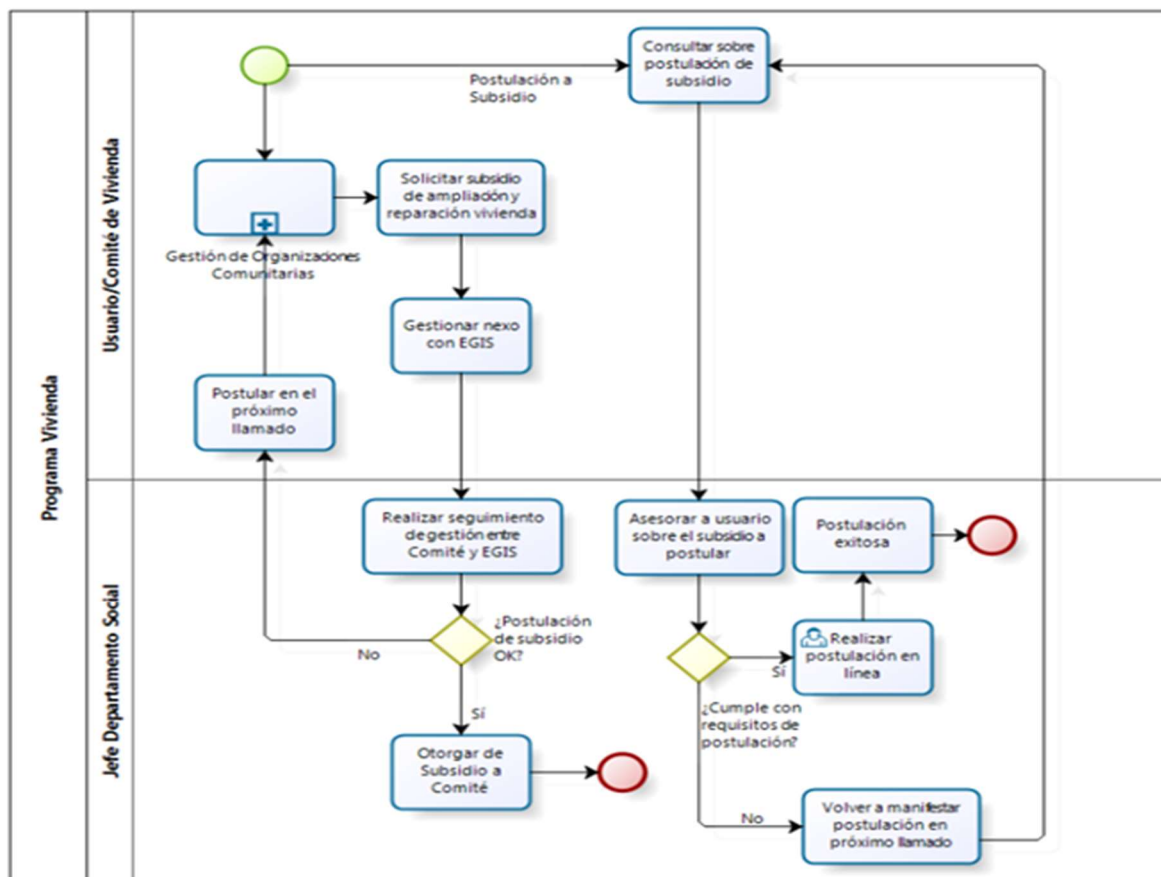 Programa Vivienda
Usuario/Comité de Vivienda
Postulación a
Subsidio
Consultar sobre
postulación de
subsidio
Gestión de Organizaciones
Comunitarias
Solicitar subsidio
de ampliación y
reparación vivienda
Gestionar nexo
con EGIS
Postular en el
próximo
llamado
Jefe Departamento Social
Realizar seguimiento
de gestión entre
Comité y EGIS
¿Postulación
de subsidio
OK?
No
Sí
Otorgar de
Subsidio a
Comité
Asesorar a usuario
sobre el subsidio a
postular
¿Cumple con
requisitos de
postulación?
Sí
Realizar
postulación en
línea
Postulación
exitosa
No
Volver a manifestar
postulación en
próximo llamado